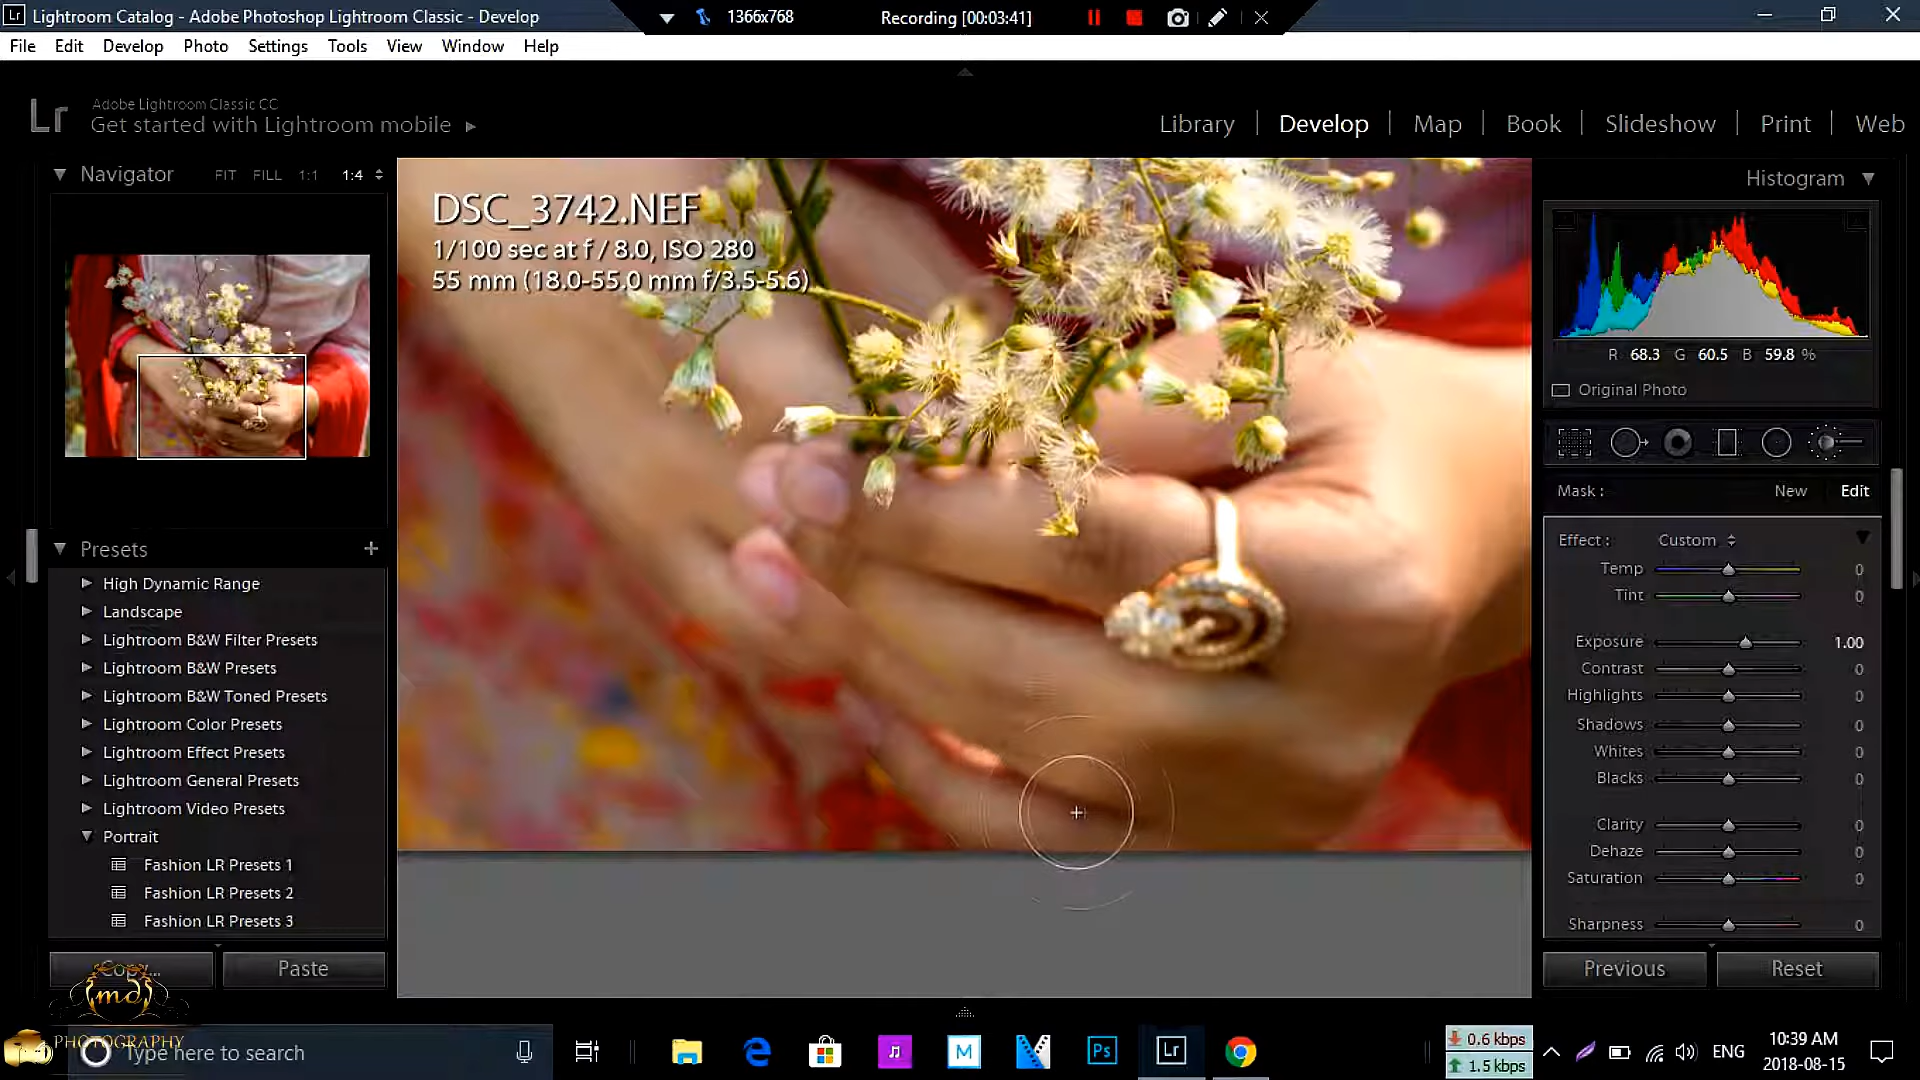 Lr Lightroom Catalog - Adobe Photoshop Lightroom Classic - Develop
1366x768
Recording [00:03:41]
File Edit Develop Photo Settings Tools View Window Help
Lr
Adobe Lightroom Classic CC
Get started with Lightroom mobile
Library | Develop | Map | Book | Slideshow | Print | Web
Navigator
FIT FILL 1:1 1:4
DSC_3742.NEF
1/100 sec at f / 8.0, ISO 280
55 mm (18.0-55.0 mm f/3.5-5.6)
Histogram
R 68.3 G 60.5 B 59.8 %
Original Photo
Mask : New Edit
Effect : Custom
Temp 0
Tint 0
Exposure 1.00
Contrast 0
Highlights 0
Shadows 0
Whites 0
Blacks 0
Clarity 0
Dehaze 0
Saturation 0
Sharpness 0
Presets +
High Dynamic Range
Landscape
Lightroom B&W Filter Presets
Lightroom B&W Presets
Lightroom B&W Toned Presets
Lightroom Color Presets
Lightroom Effect Presets
Lightroom General Presets
Lightroom Video Presets
Portrait
Fashion LR Presets 1
Fashion LR Presets 2
Fashion LR Presets 3
Copy... Paste
Previous Reset
md
PHOTOGRAPHY
Type here to search
M
Ps
Lr
0.6 kbps
1.5 kbps
ENG
10:39 AM
2018-08-15